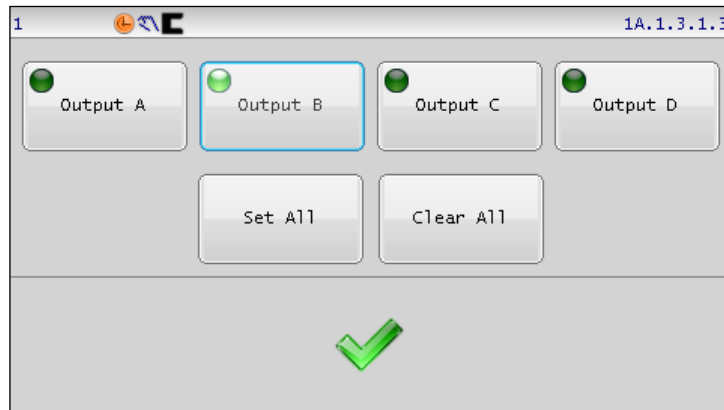 1 1A.1.3.1.3
Output A Output B Output C Output D
Set All Clear All